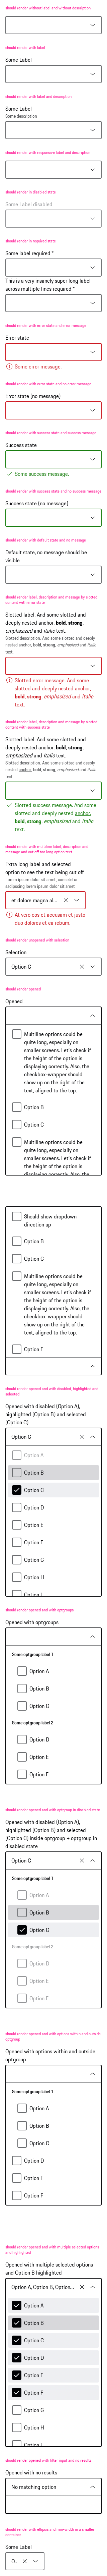 should render without label and without description
should render with label
Some Label
should render with label and description
Some Label
Some description
should render with responsive label and description
should render in disabled state
Some Label disabled
should render in required state
Some label required *
This is a very insanely super long label
across multiple lines required *
should render with error state and error message
Error state
Some error message.
should render with error state and no error message
Error state (no message)
should render with success state and success message
Success state
Some success message.
should render with success state and no success message
Success state (no message)
should render with default state and no message
Default state, no message should be
visible
should render label, description and message by slotted
content with error state
Slotted label. And some slotted and
deeply nested anchor, bold, strong,
emphasized and italic text.
Slotted description. And some slotted and deeply
nested anchor, bold, strong, emphasized and italic
text.
Slotted error message. And some
slotted and deeply nested anchor,
bold, strong, emphasized and italic
text.
should render label, description and message by slotted
content with success state
Slotted label. And some slotted and
deeply nested anchor, bold, strong,
emphasized and italic text.
Slotted description. And some slotted and deeply
nested anchor, bold, strong, emphasized and italic
text.
Slotted success message. And some
slotted and deeply nested anchor,
bold, strong, emphasized and italic
text.
should render with multiline label, description and
message and cut off too long option text
Extra long label and selected
option to see the text being cut off
Lorem ipsum dolor sit amet, consetetur
sadipscing lorem ipsum dolor sit amet
et dolore magna al...
At vero eos et accusam et justo
duo dolores et ea rebum.
should render unopened with selection
Selection
Option C
should render opened
Opened
Multiline options could be
quite long, especially on
smaller screens. Let's check if
the height of the option is
displaying correctly. Also, the
checkbox-wrapper should
show up on the right of the
text, aligned to the top.
Option B
Option C
Multiline options could be
quite long, especially on
smaller screens. Let's check if
the height of the option is
displaying correctly. Also, the
Should show dropdown
direction up
Option B
Option C
Multiline options could be
quite long, especially on
smaller screens. Let's check if
the height of the option is
displaying correctly. Also, the
checkbox-wrapper should
show up on the right of the
text, aligned to the top.
Option E
should render opened and with disabled, highlighted and
selected
Opened with disabled (Option A),
highlighted (Option B) and selected
(Option C)
Option C
Option A
Option B
Option C
Option D
Option E
Option F
Option G
Option H
Option I
should render opened and with optgroups
Opened with optgroups
Some optgroup label 1
Option A
Option B
Option C
Some optgroup label 2
Option D
Option E
Option F
should render opened and with optgroup in disabled state
Opened with disabled (Option A),
highlighted (Option B) and selected
(Option C) inside optgroup + optgroup in
disabled state
Option C
Some optgroup label 1
Option A
Option B
Option C
Some optgroup label 2
Option D
Option E
Option F
should render opened and with options within and outside
optgroup
Opened with options within and outside
optgroup
Some optgroup label 1
Option A
Option B
Option C
Option D
Option E
Option F
should render opened and with multiple selected options
and highlighted
Opened with multiple selected options
and Option B highlighted
Option A, Option B, Option...
Option A
Option B
Option C
Option D
Option E
Option F
Option G
Option H
Option I
should render opened with filter input and no results
Opened with no results
No matching option
---
should render with ellipsis and min-width in a smaller
container
Some Label
O..